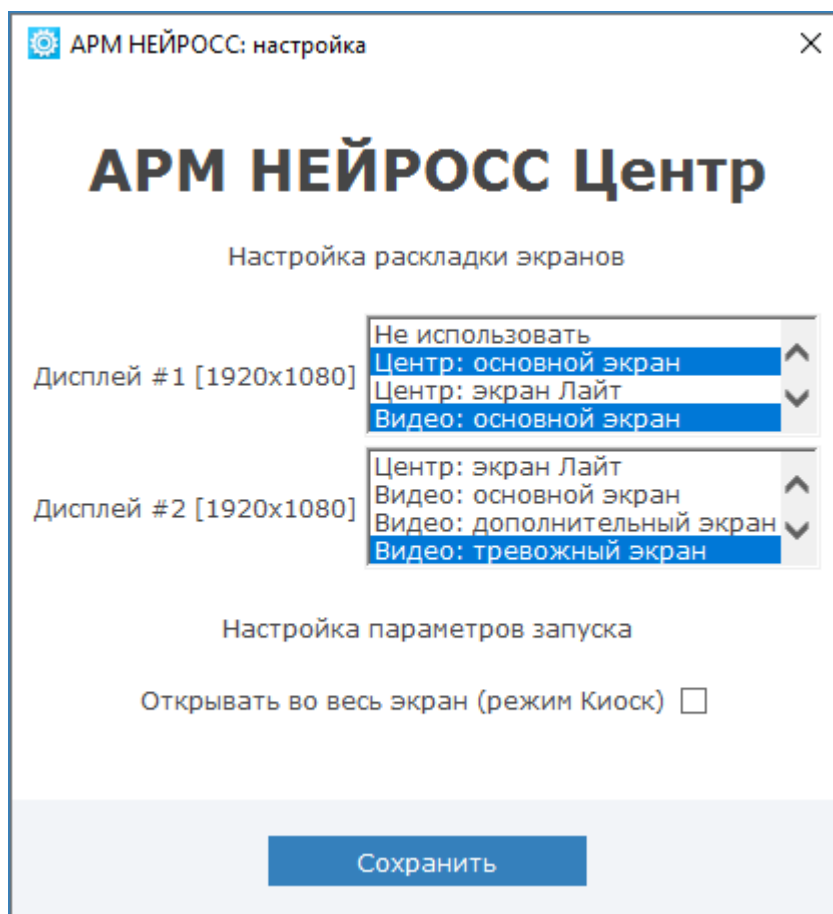 АРМ НЕЙРОСС: настройка
АРМ НЕЙРОСС Центр
Настройка раскладки экранов
Дисплей #1 [1920x1080]
Не использовать
Центр: основной экран
Центр: экран Лайт
Видео: основной экран
Дисплей #2 [1920x1080]
Центр: экран Лайт
Видео: основной экран
Видео: дополнительный экран
Видео: тревожный экран
Настройка параметров запуска
Открывать во весь экран (режим Киоск)
Сохранить